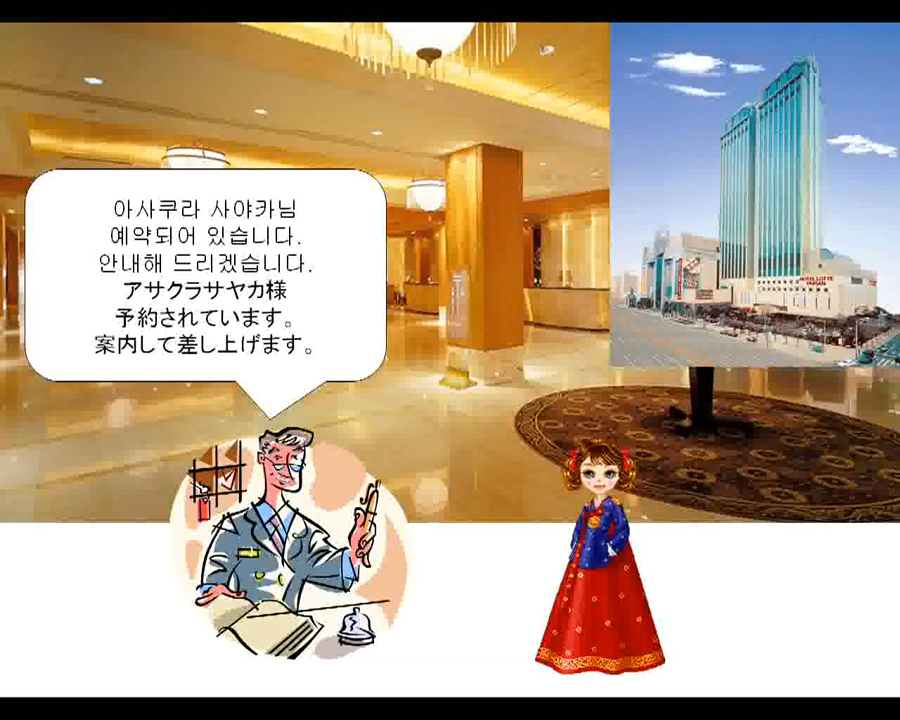 아사쿠라 사야카님
예약되어 있습니다.
안내해 드리겠습니다.
アサクラサヤカ様
予約されています。
案内して差し上げます。
HOTEL LOTTE